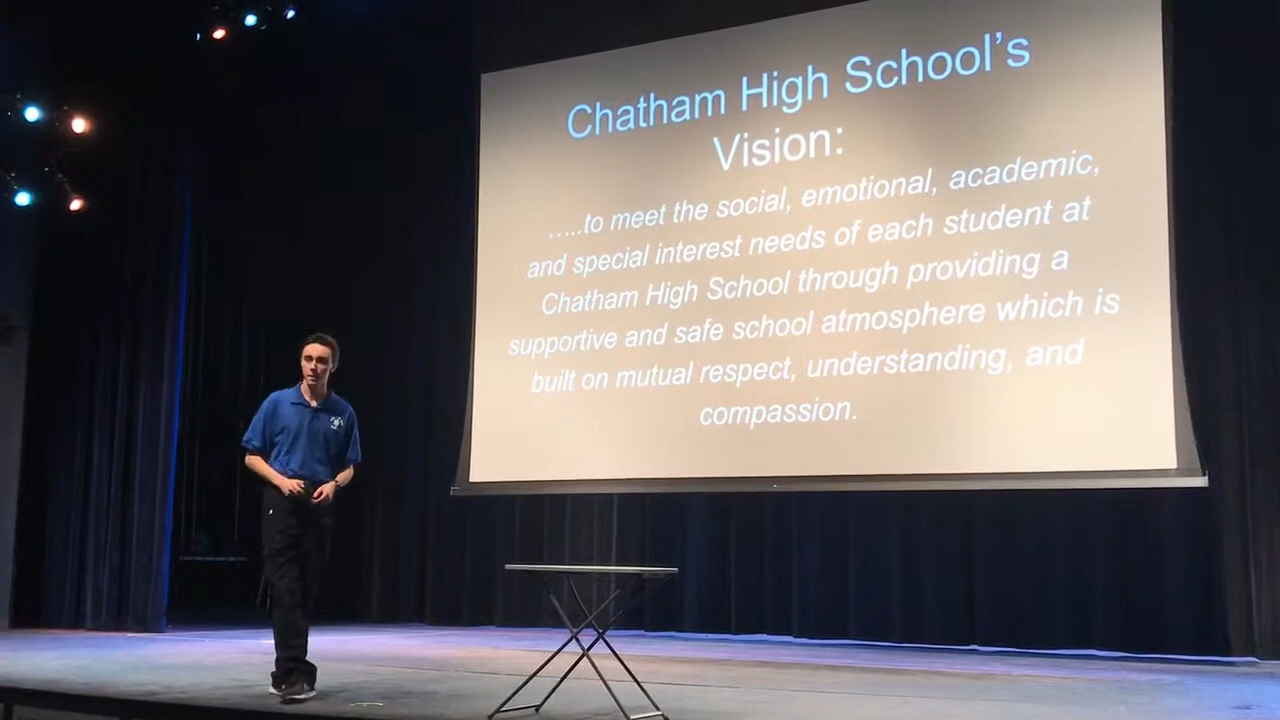 Chatham High School's
Vision:
.....to meet the social, emotional, academic,
and special interest needs of each student at
Chatham High School through providing a
supportive and safe school atmosphere which is
built on mutual respect, understanding, and
compassion.